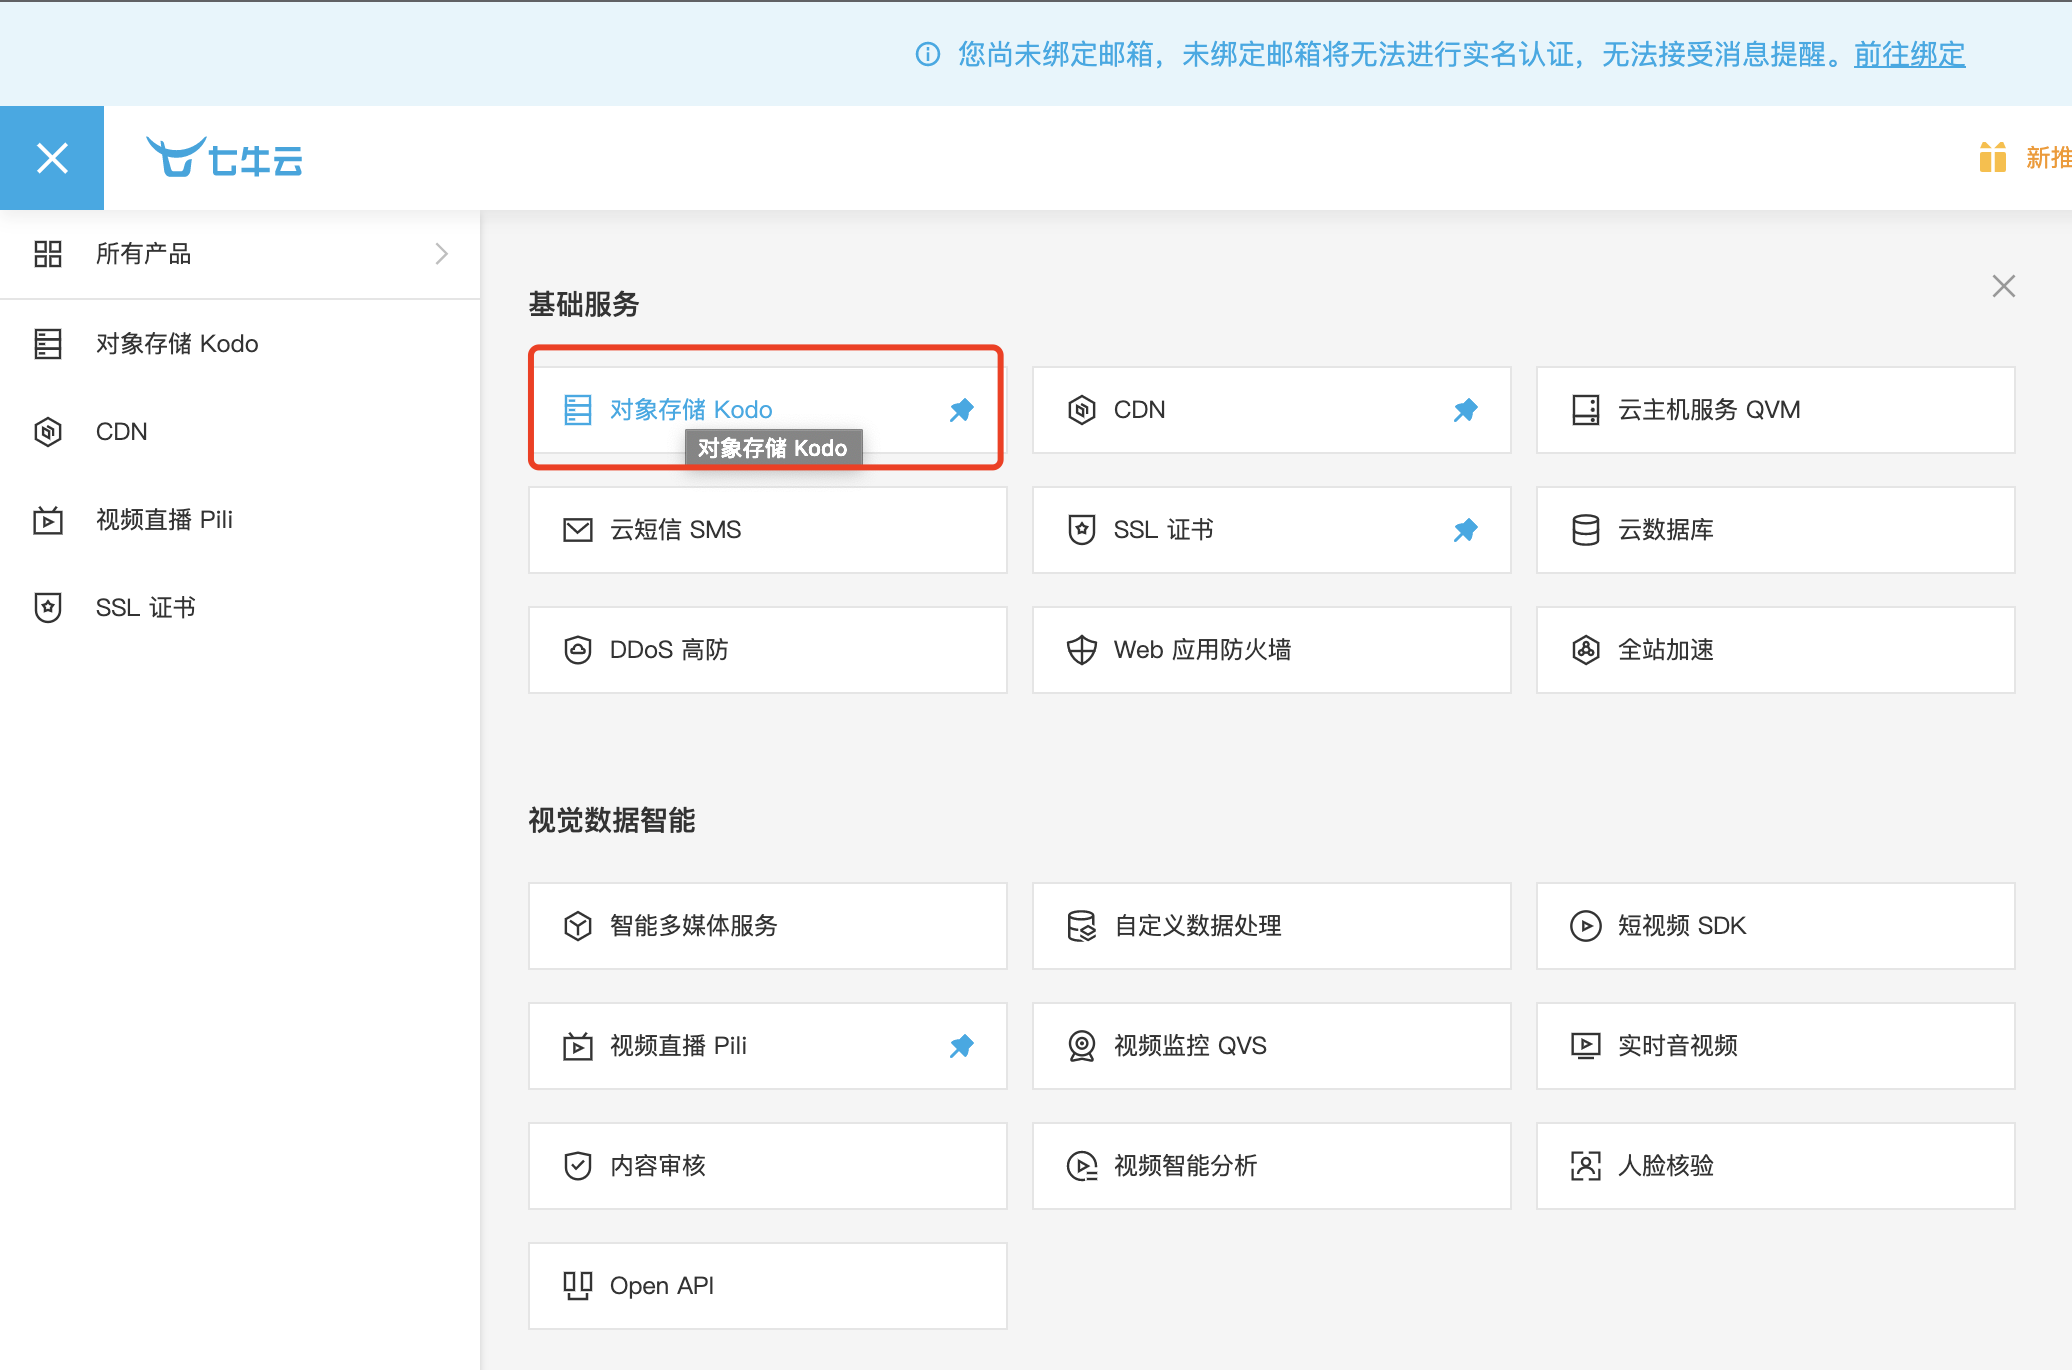 您尚未绑定邮箱，未绑定邮箱将无法进行实名认证，无法接受消息提醒。前往绑定
七牛云
新推
所有产品
对象存储 Kodo
CDN
视频直播 Pili
SSL 证书
基础服务
对象存储 Kodo
对象存储 Kodo
CDN
云主机服务 QVM
云短信 SMS
SSL 证书
云数据库
DDoS 高防
Web 应用防火墙
全站加速
视觉数据智能
智能多媒体服务
自定义数据处理
短视频 SDK
视频直播 Pili
视频监控 QVS
实时音视频
内容审核
视频智能分析
人脸核验
Open API